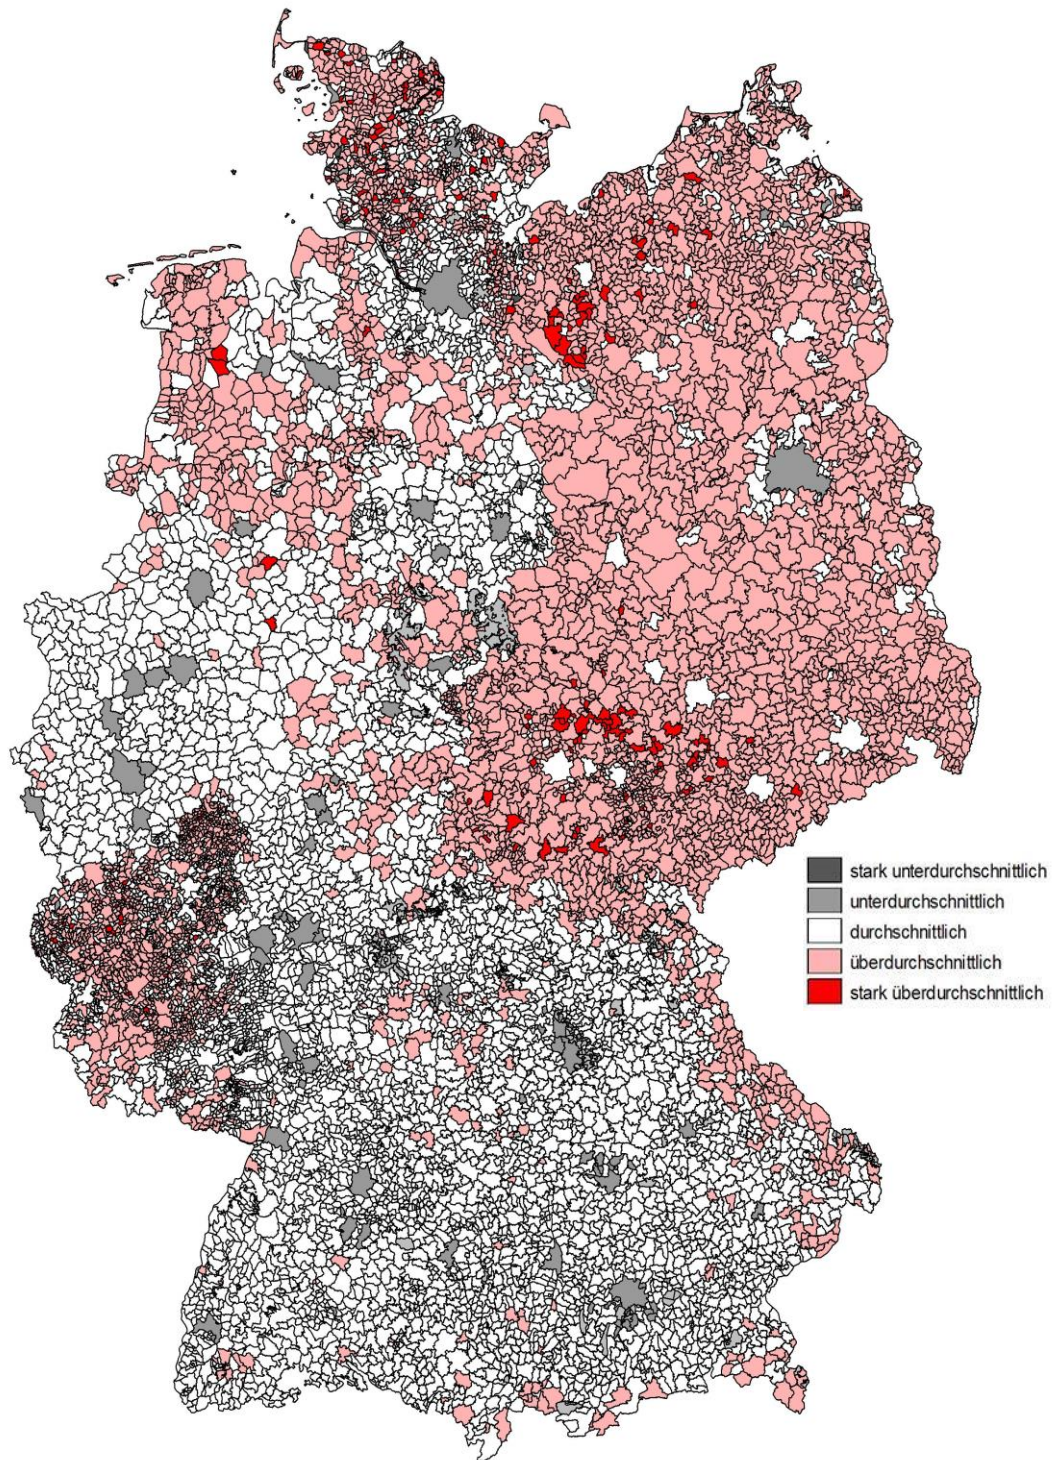 stark unterdurchschnittlich
unterdurchschnittlich
durchschnittlich
überdurchschnittlich
stark überdurchschnittlich